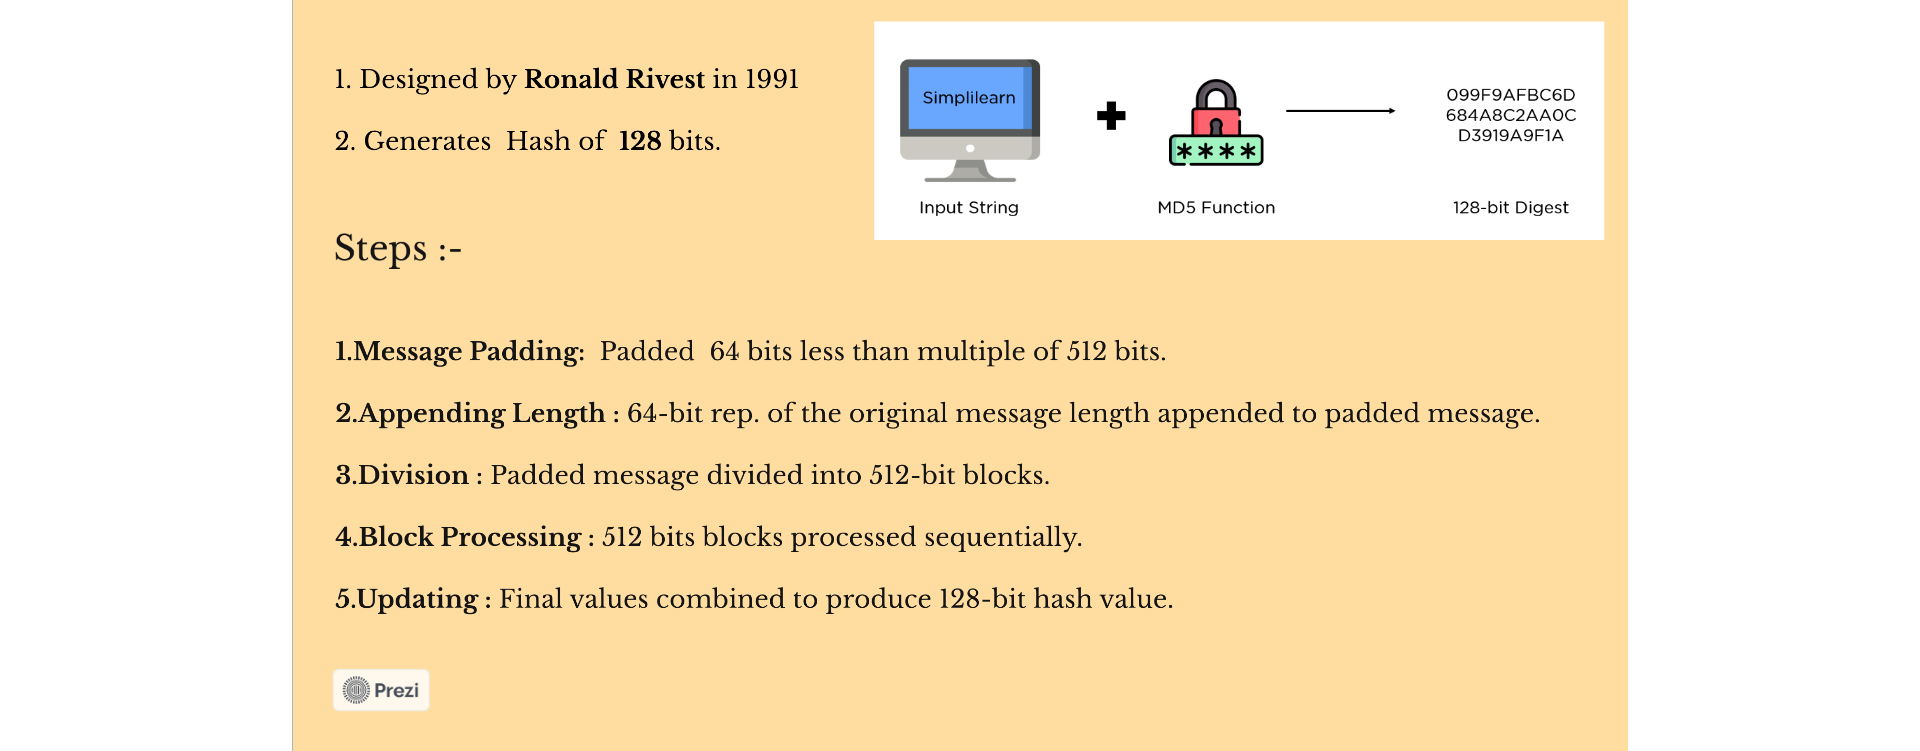 1. Designed by Ronald Rivest in 1991
2. Generates  Hash of  128 bits.
Simplilearn
****
099F9AFBC6D
684A8C2AA0C
D3919A9F1A
Input String
MD5 Function
128-bit Digest
Steps :-
1.Message Padding:  Padded  64 bits less than multiple of 512 bits.
2.Appending Length : 64-bit rep. of the original message length appended to padded message.
3.Division : Padded message divided into 512-bit blocks.
4.Block Processing : 512 bits blocks processed sequentially.
5.Updating : Final values combined to produce 128-bit hash value.
Prezi